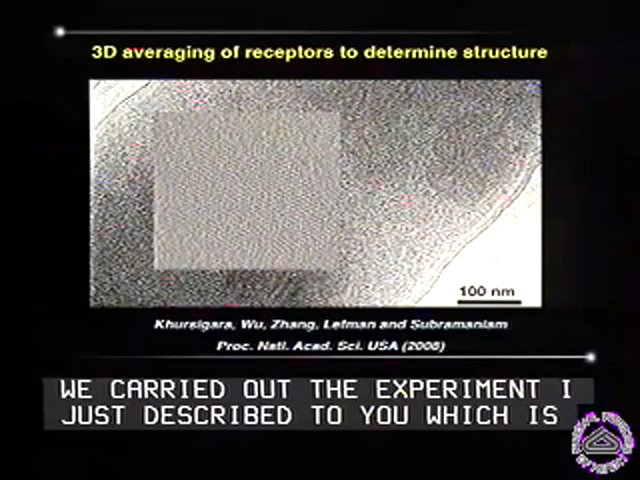 3D averaging of receptors to determine structure
100 nm
Khursigara, Wu, Zhang, Lefman and Subramaniam
Proc. Natl. Acad. Sci. USA (2008)
WE CARRIED OUT THE EXPERIMENT I
JUST DESCRIBED TO YOU WHICH IS